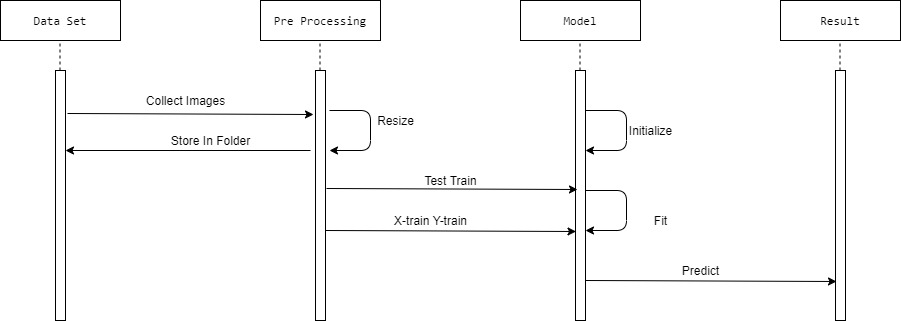 Data Set
Pre Processing
Model
Result
Collect Images
Resize
Initialize
Store In Folder
Test Train
X-train Y-train
Fit
Predict